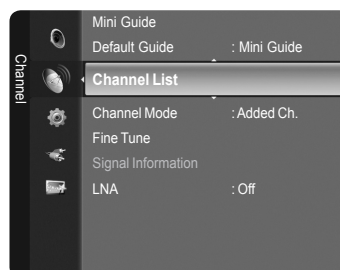 Channel
Mini Guide
Default Guide : Mini Guide
Channel List
Channel Mode : Added Ch.
Fine Tune
Signal Information
LNA : Off